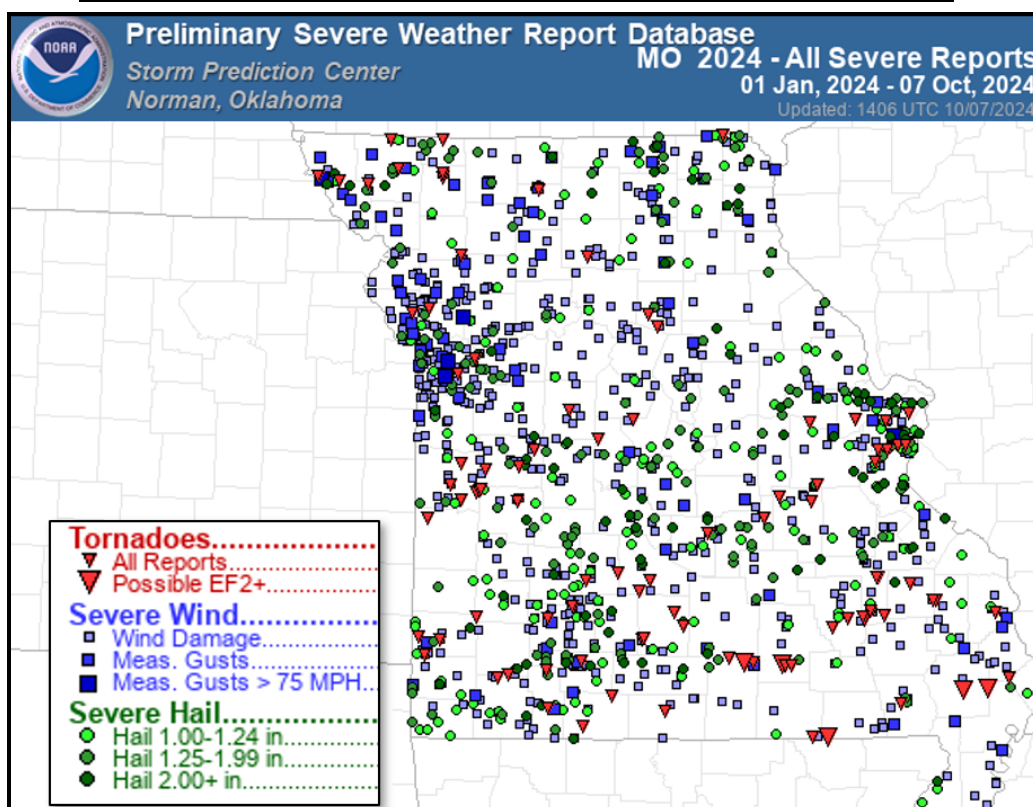 NOAA
Preliminary Severe Weather Report Database
Storm Prediction Center
Norman, Oklahoma
MO 2024 - All Severe Reports
01 Jan, 2024 - 07 Oct, 2024
Updated: 1406 UTC 10/07/2024
Tornadoes....................
All Reports....................
Possible EF2+.................
Severe Wind.................
Wind Damage...............
Meas. Gusts.................
Meas. Gusts > 75 MPH...
Severe Hail...................
Hail 1.00-1.24 in............
Hail 1.25-1.99 in............
Hail 2.00+ in.................